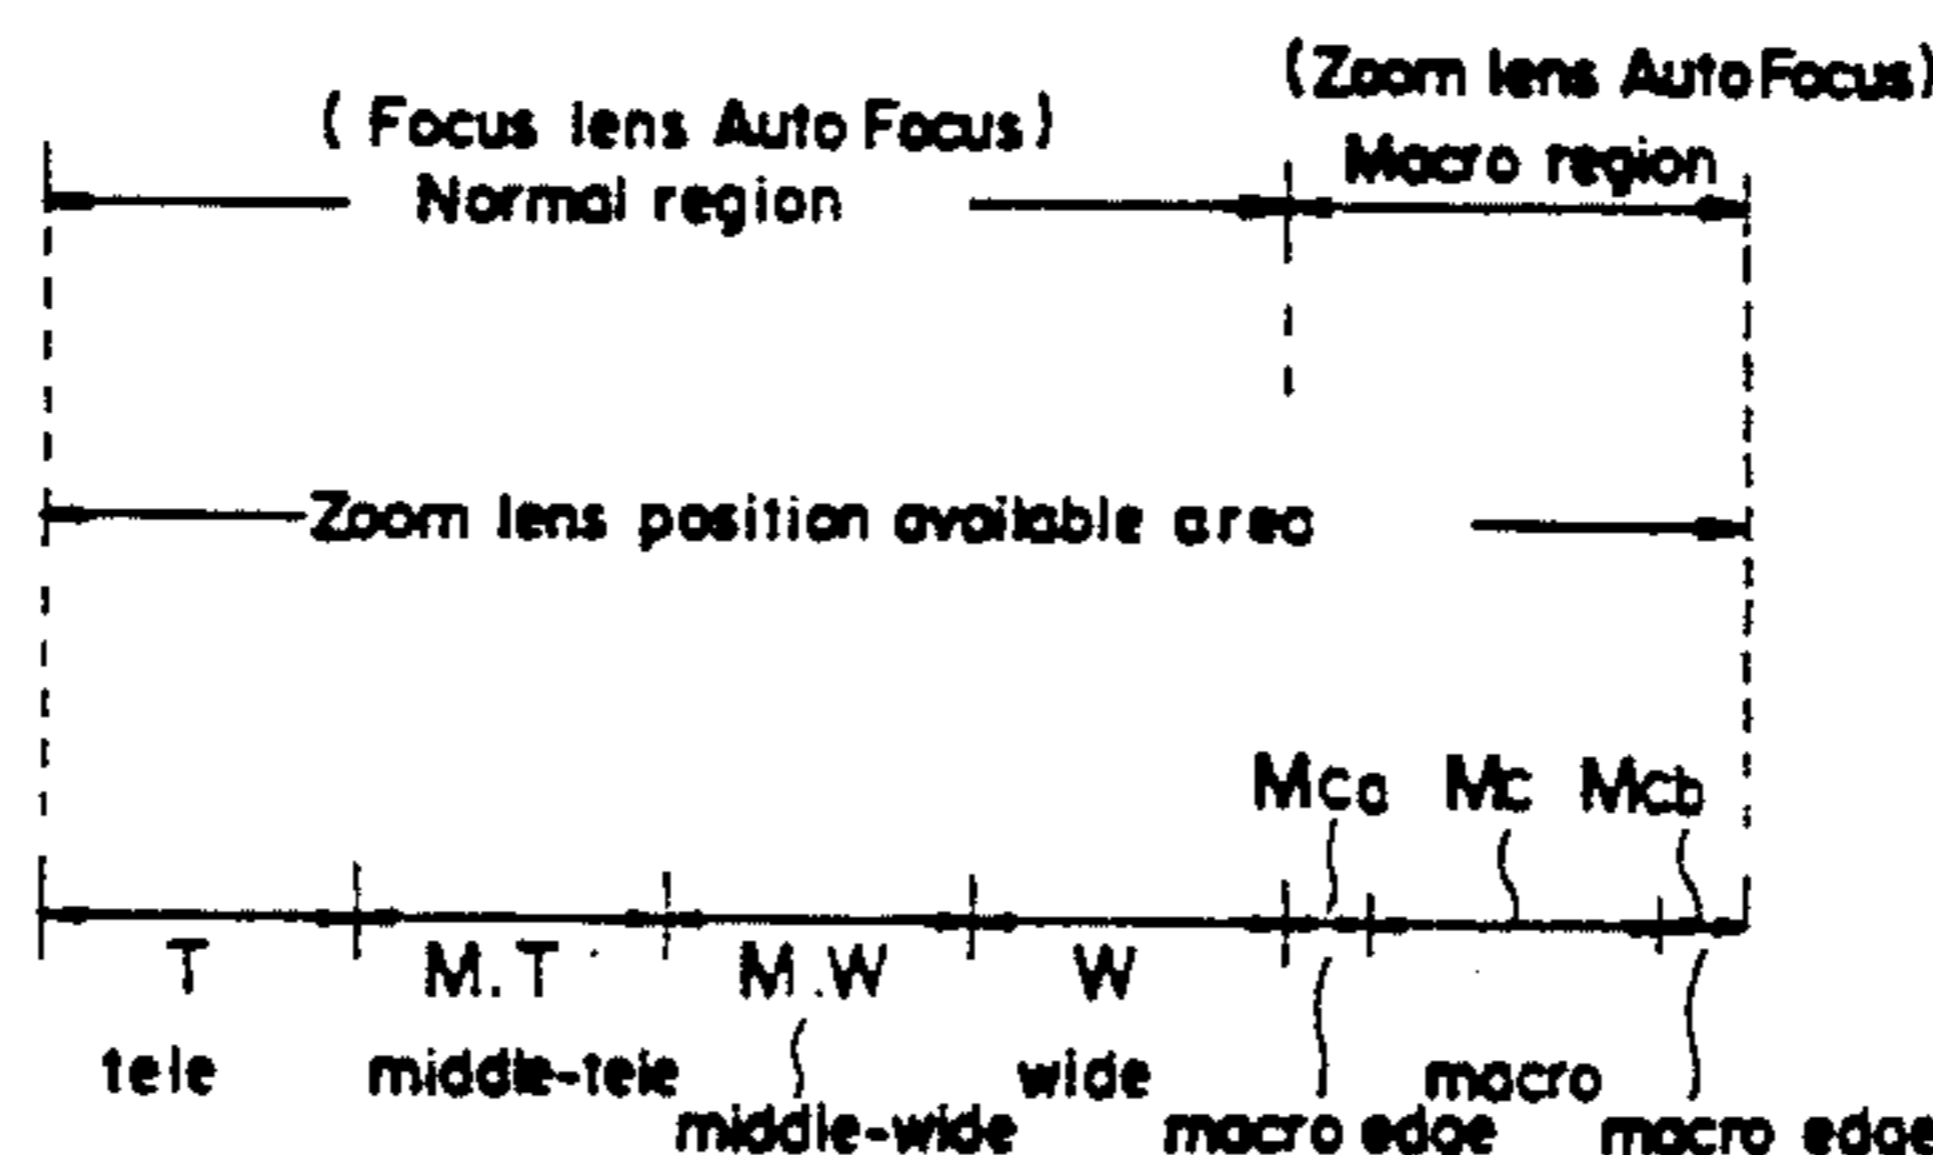 (Zoom lens Auto Focus)
(Focus lens Auto Focus)
Macro region
Normal region
Zoom lens position available area
Mca Mc Mcb
T M.T M.W W
tele middle-tele wide macro
middle-wide macro edge macro edge